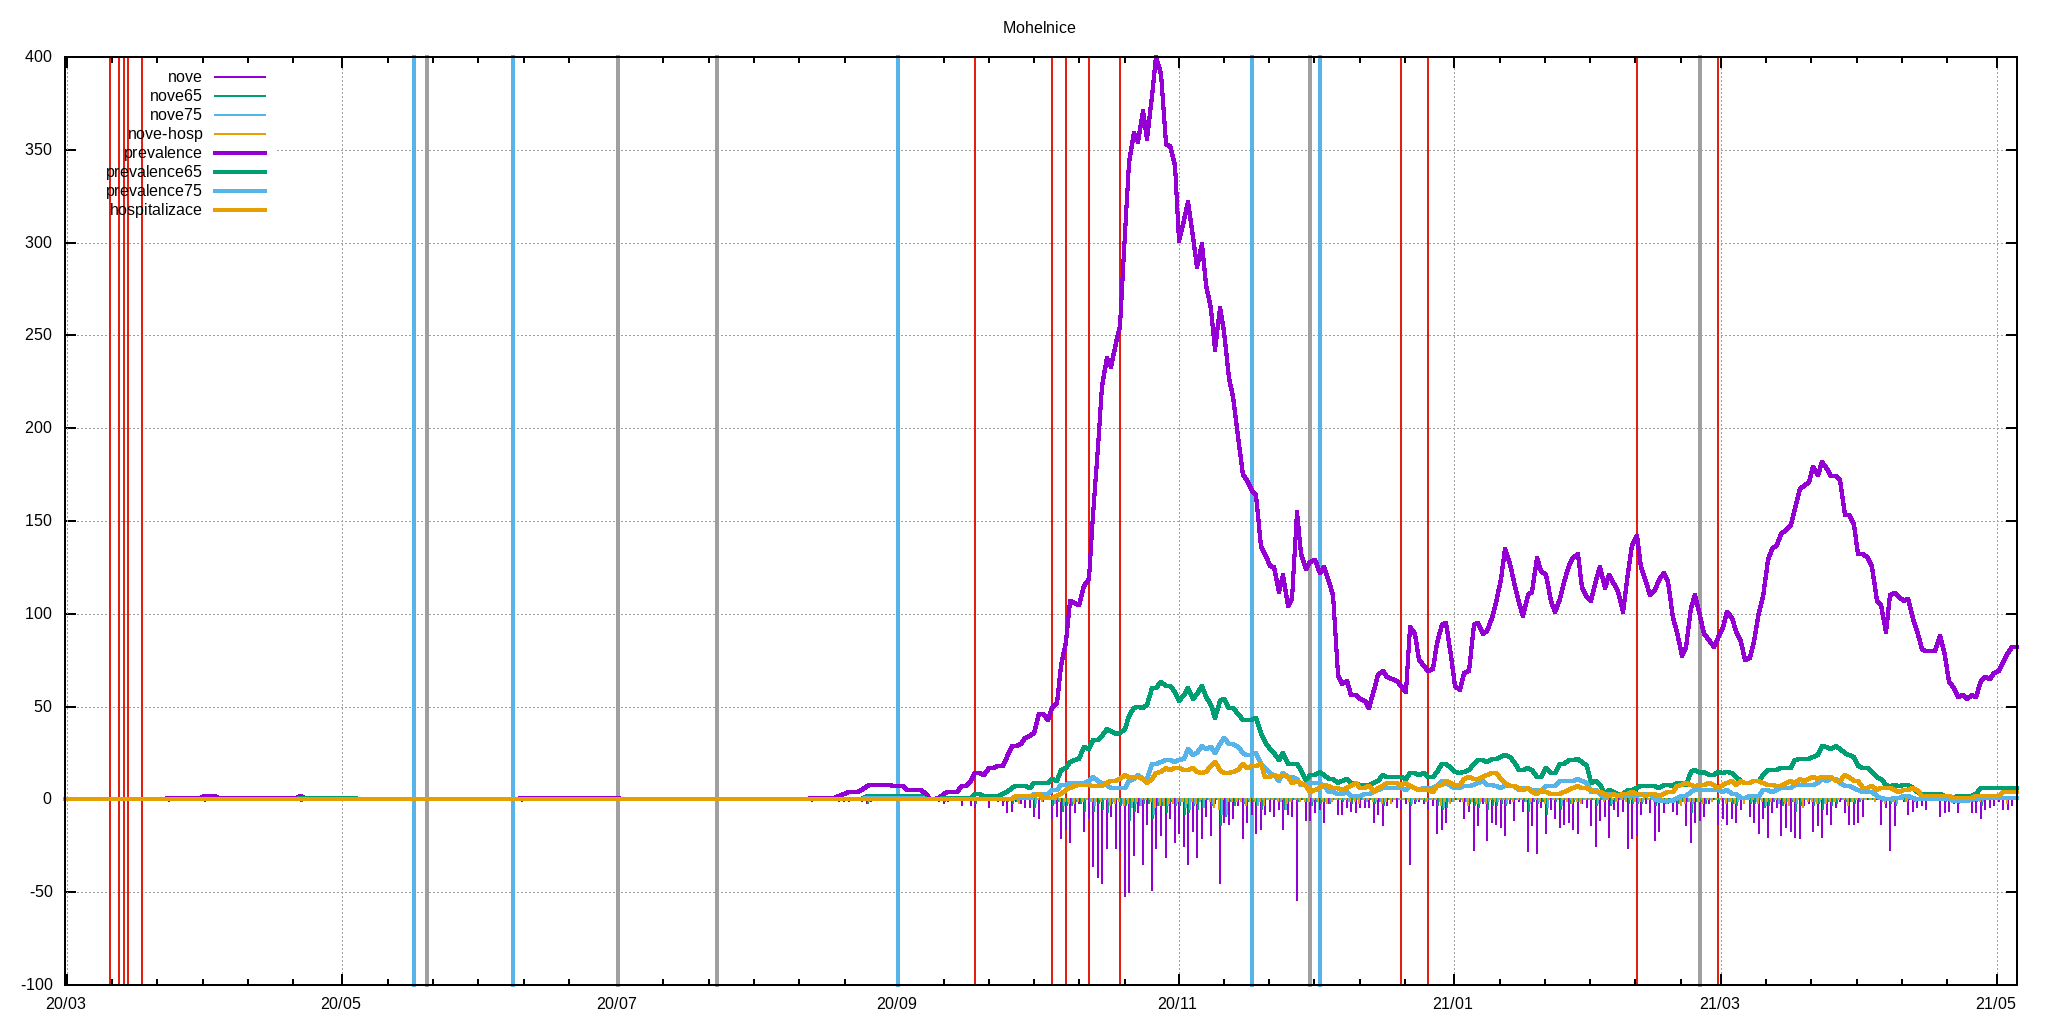 Mohelnice
400
350
300
250
200
150
100
50
0
-50
-100
nove
nove65
nove75
nove-hosp
prevalence
prevalence65
prevalence75
hospitalizace
20/03 20/05 20/07 20/09 20/11 21/01 21/03 21/05